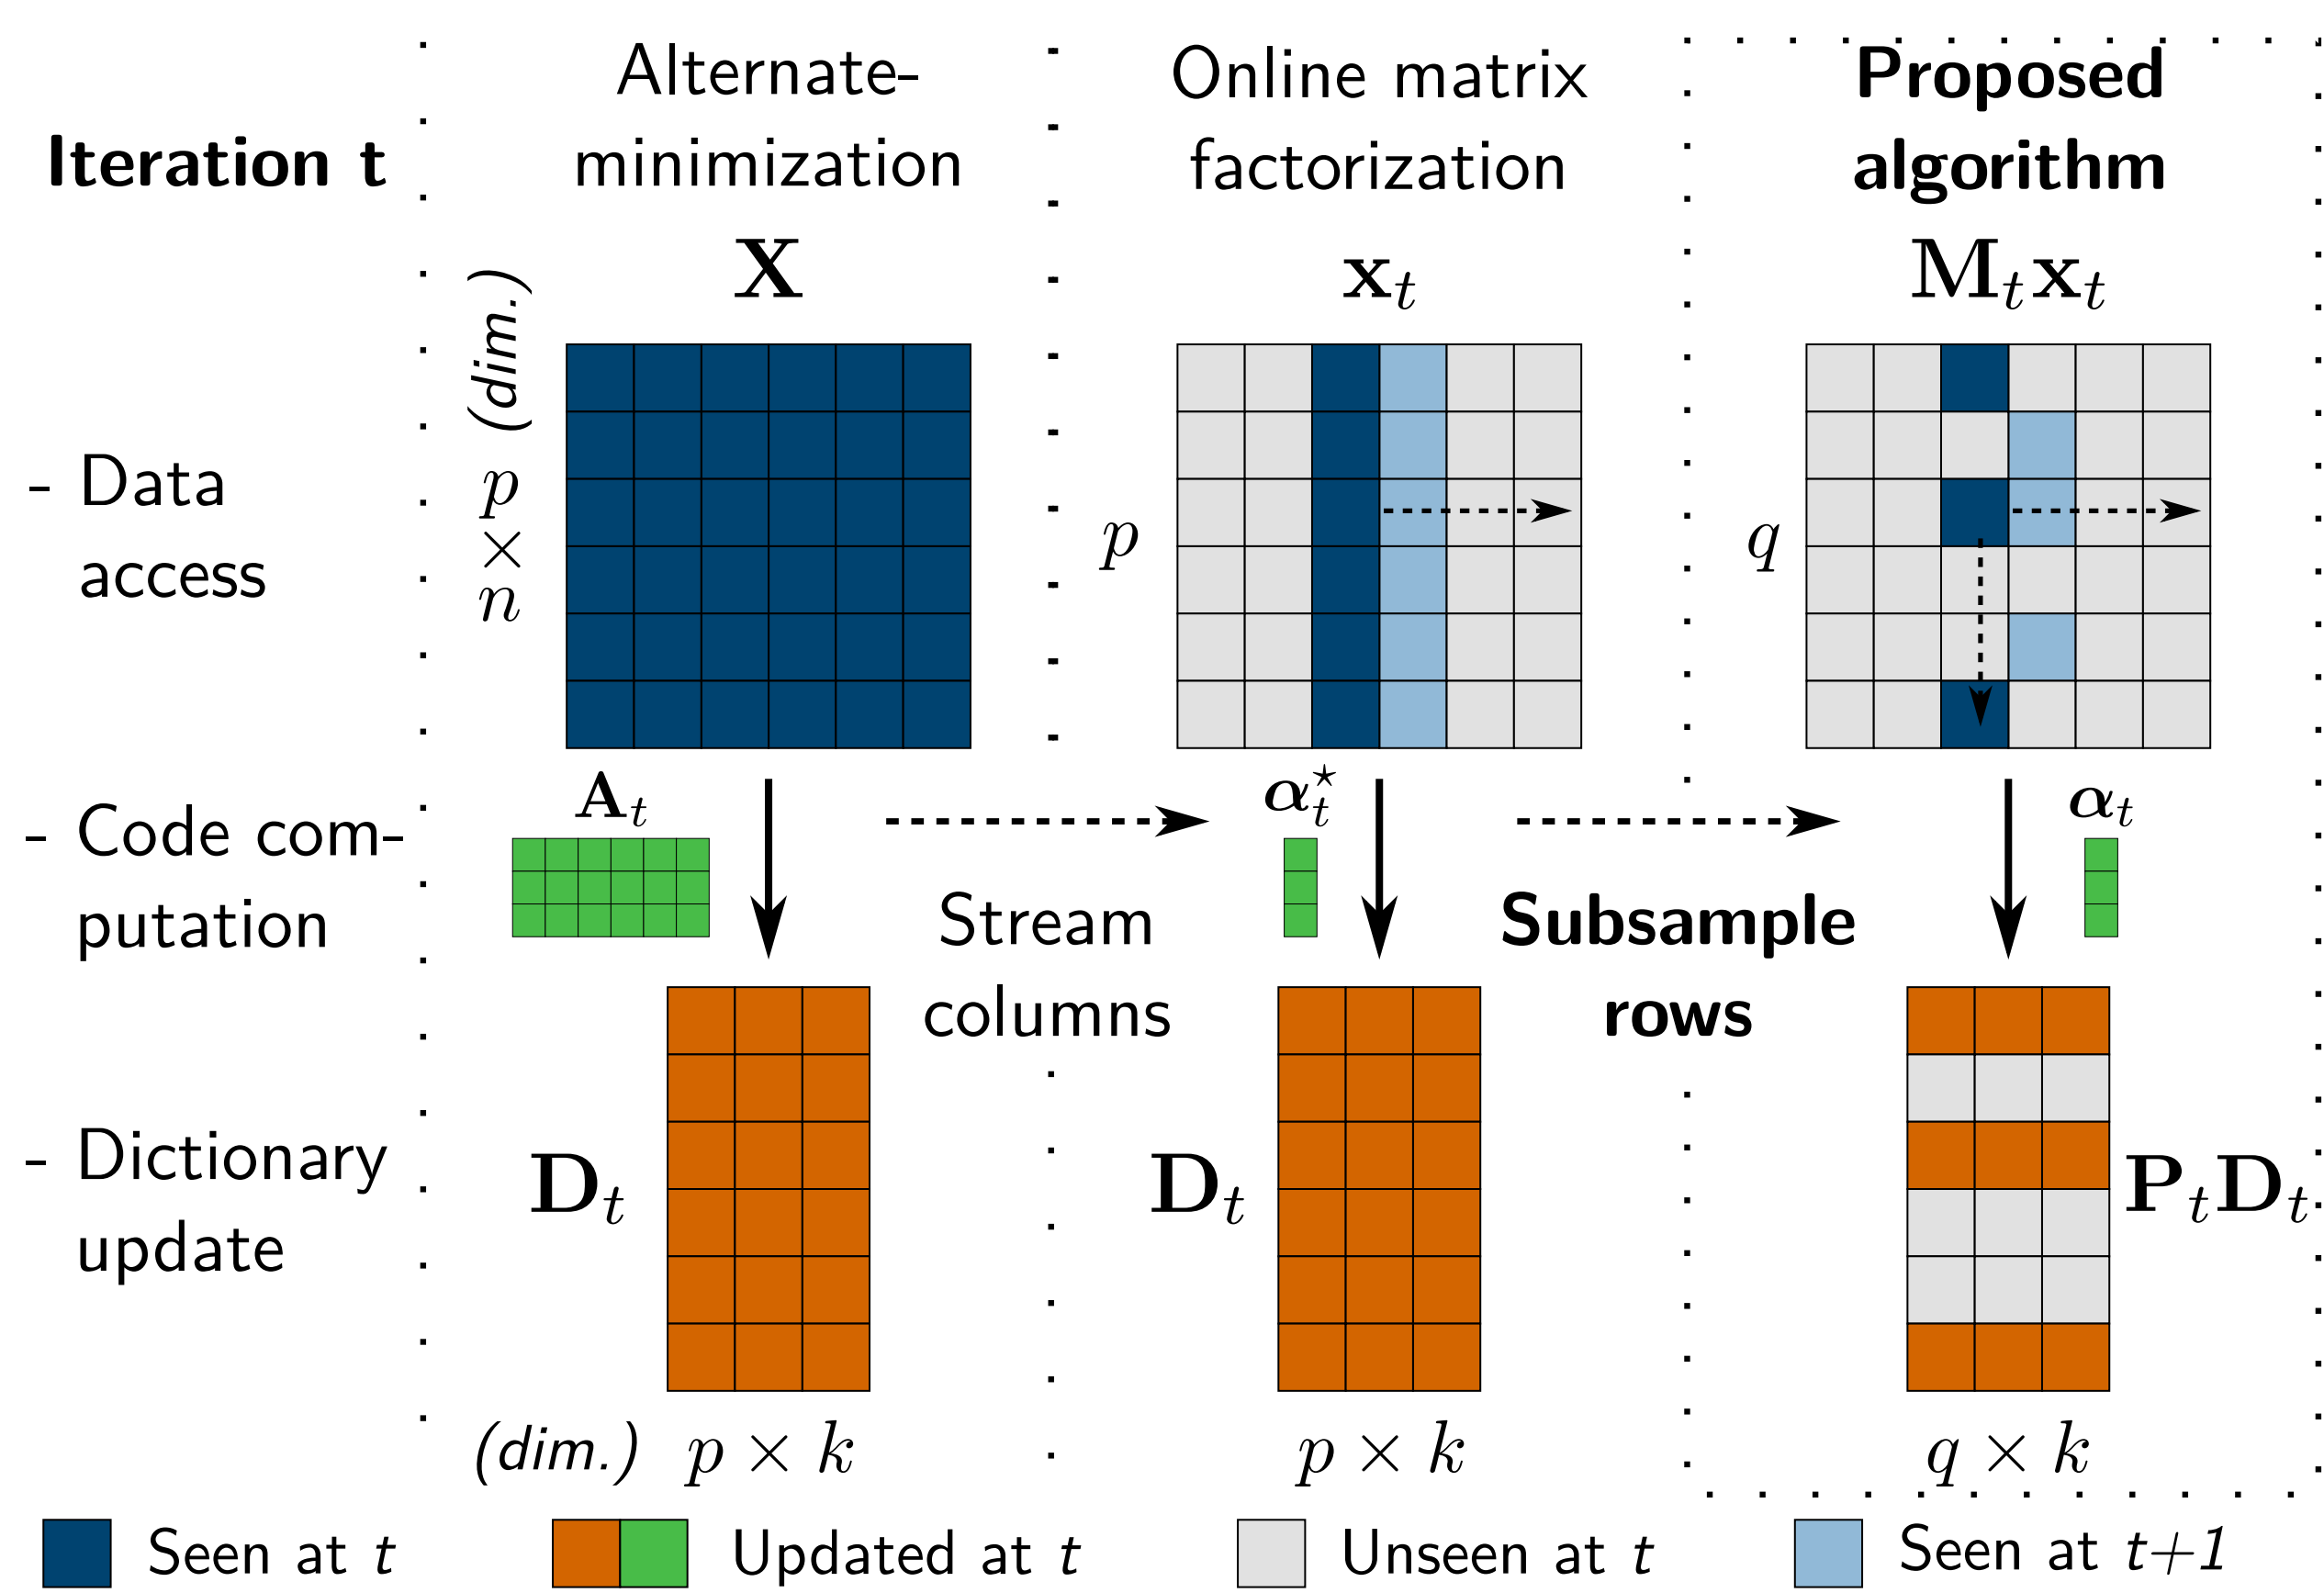 Iteration t
Alternate-
minimization
Online matrix
factorization
Proposed
algorithm
X
x_t
M_t x_t
- Data
access
n × p (dim.)
p
q
- Code com-
putation
A_t
α_t^⋆
α_t
Stream
columns
Subsample
rows
- Dictionary
update
D_t
D_t
P_t D_t
(dim.) p × k
p × k
q × k
Seen at t
Updated at t
Unseen at t
Seen at t+1